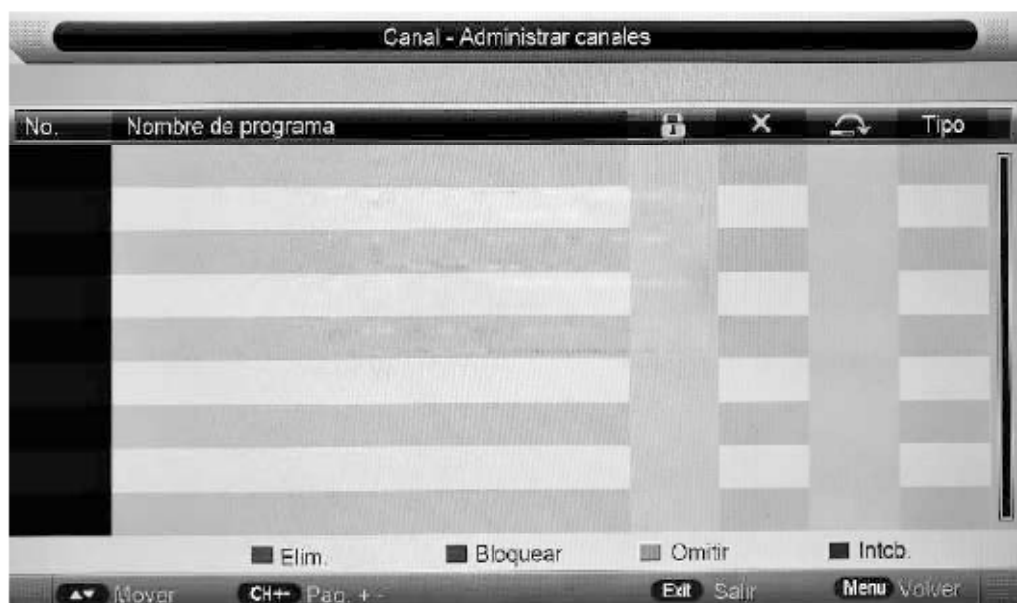 Canal - Administrar canales
No. Nombre de programa Tipo
Elim. Bloquear Omitir Intcb.
Mover CH+- Pag. + - Exit Salir Menu Volver